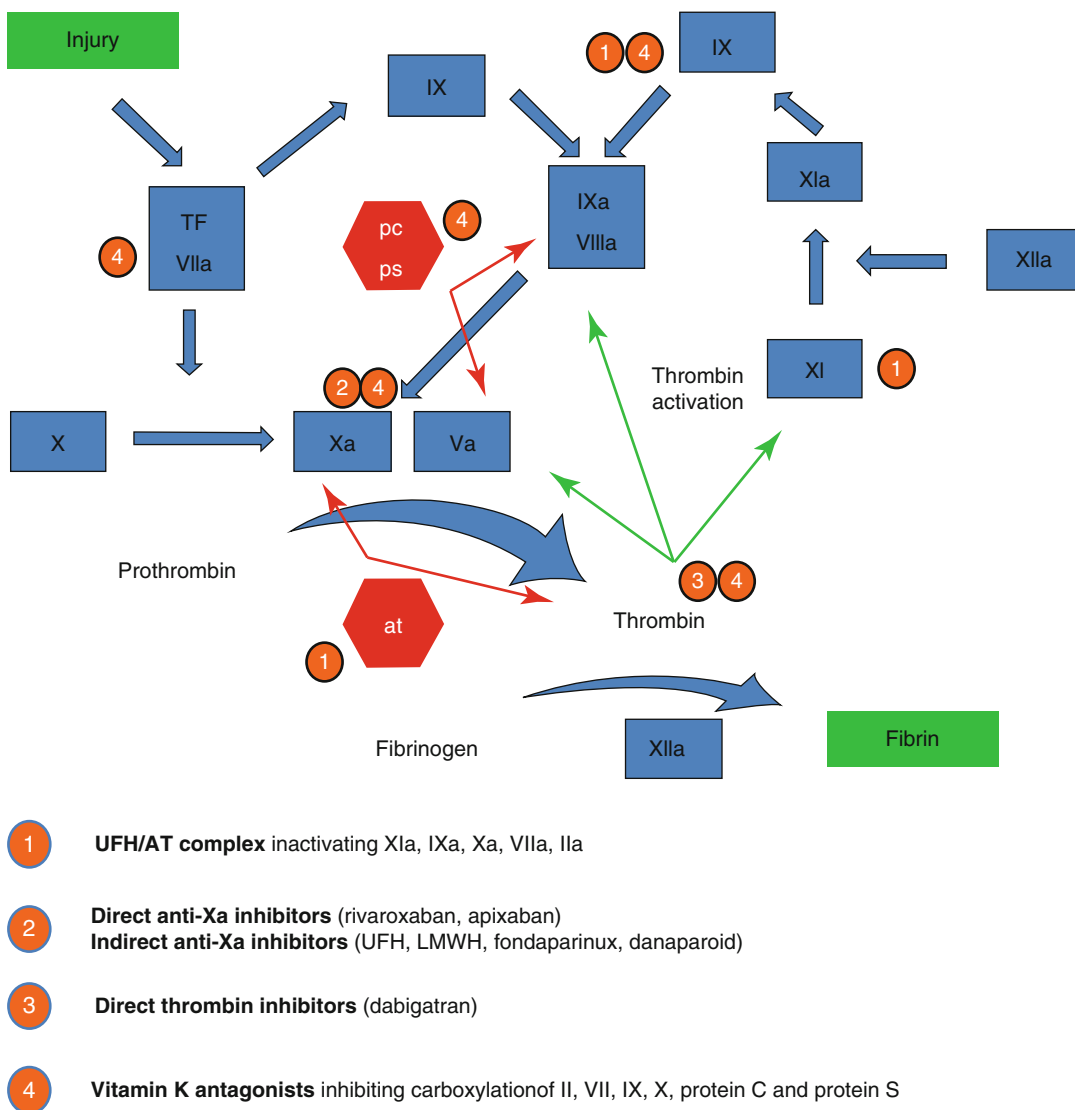 Injury
IX
1 4
IX
XIa
TF
VIIa
4
pc
ps
4
IXa
VIIIa
XIIa
2 4
Thrombin
activation
XI
1
X
Xa
Va
Prothrombin
3 4
Thrombin
at
1
Fibrinogen
XIIa
Fibrin
1 UFH/AT complex inactivating XIa, IXa, Xa, VIIa, IIa
2 Direct anti-Xa inhibitors (rivaroxaban, apixaban)
Indirect anti-Xa inhibitors (UFH, LMWH, fondaparinux, danaparoid)
3 Direct thrombin inhibitors (dabigatran)
4 Vitamin K antagonists inhibiting carboxylationof II, VII, IX, X, protein C and protein S